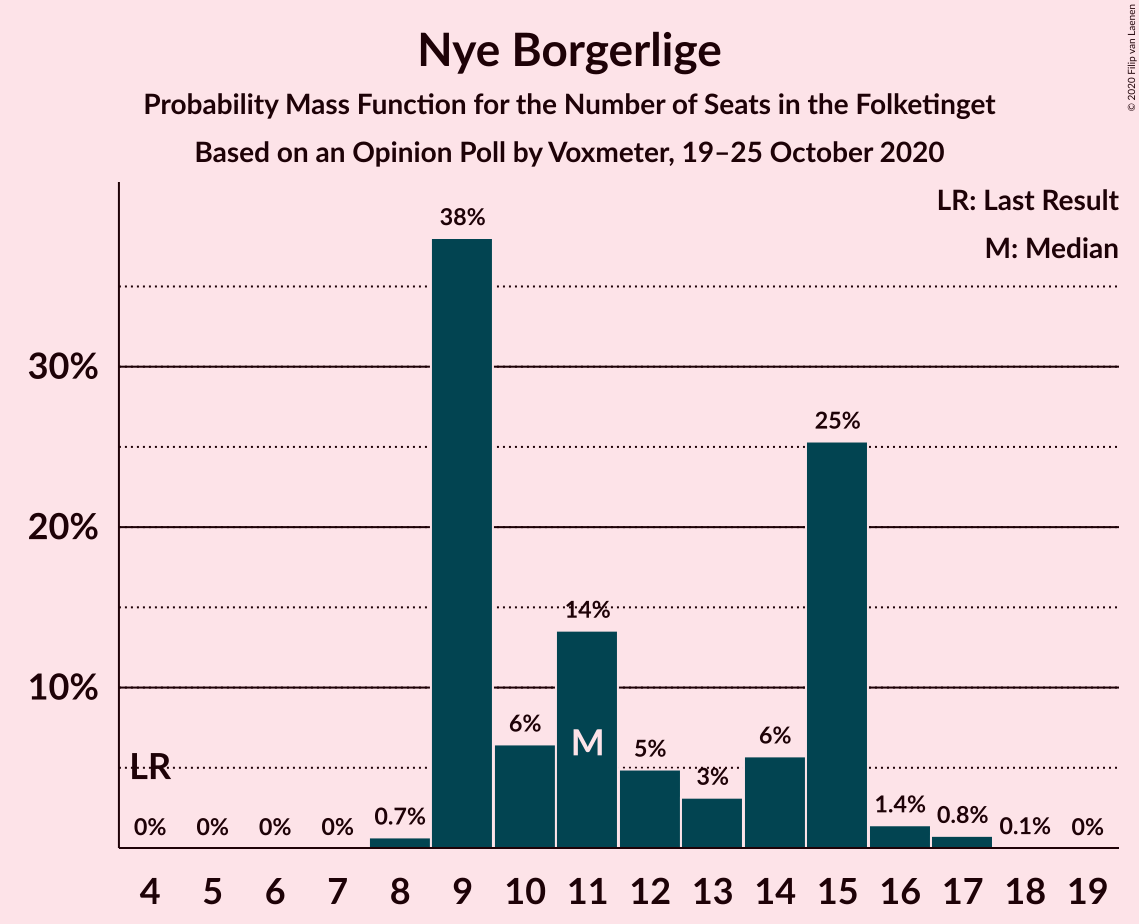 Nye Borgerlige
Probability Mass Function for the Number of Seats in the Folketinget
Based on an Opinion Poll by Voxmeter, 19–25 October 2020
© 2020 Filip van Laenen
LR: Last Result
M: Median
38%
30%
25%
20%
14%
10%
6%
M
5%
3%
6%
LR
0%
0%
0%
0%
0.7%
1.4%
0.8%
0.1%
0%
4 5 6 7 8 9 10 11 12 13 14 15 16 17 18 19